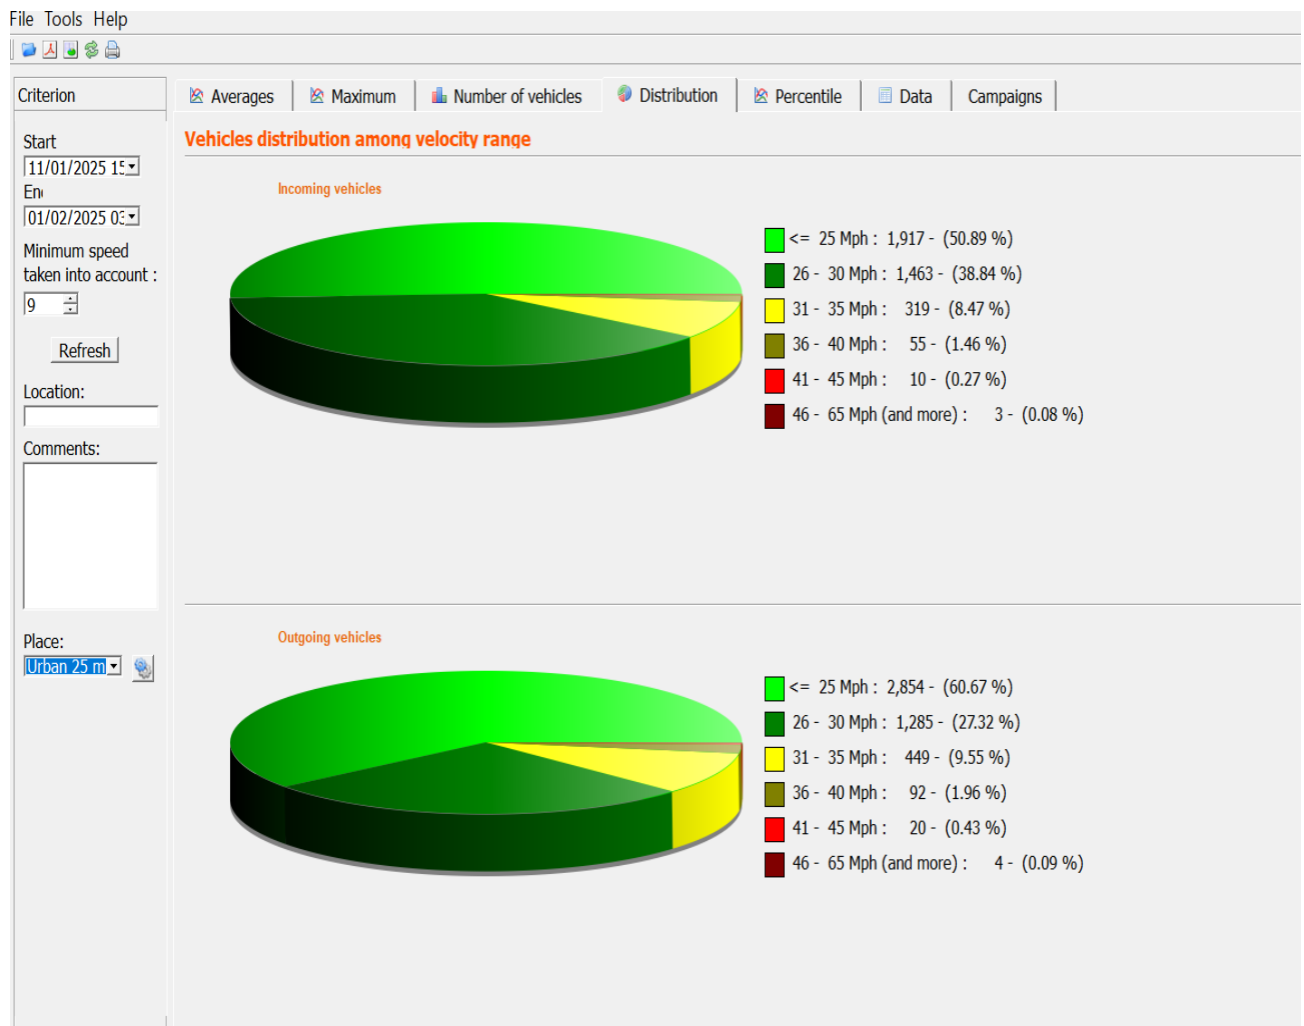 File Tools Help
Criterion
Averages Maximum Number of vehicles Distribution Percentile Data Campaigns
Vehicles distribution among velocity range
Start
11/01/2025 15
End
01/02/2025 03
Minimum speed
taken into account :
9
Refresh
Location:
Comments:
Place:
Urban 25 m
Incoming vehicles
<= 25 Mph : 1,917 - (50.89 %)
26 - 30 Mph : 1,463 - (38.84 %)
31 - 35 Mph : 319 - (8.47 %)
36 - 40 Mph : 55 - (1.46 %)
41 - 45 Mph : 10 - (0.27 %)
46 - 65 Mph (and more) : 3 - (0.08 %)
Outgoing vehicles
<= 25 Mph : 2,854 - (60.67 %)
26 - 30 Mph : 1,285 - (27.32 %)
31 - 35 Mph : 449 - (9.55 %)
36 - 40 Mph : 92 - (1.96 %)
41 - 45 Mph : 20 - (0.43 %)
46 - 65 Mph (and more) : 4 - (0.09 %)